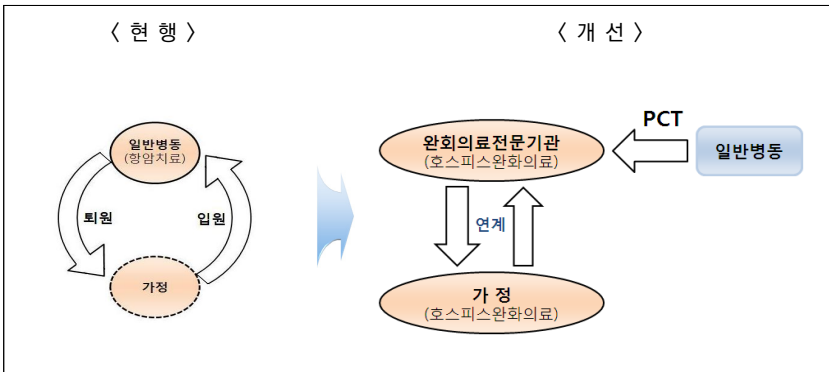 〈 현 행 〉
〈 개 선 〉
일반병동
(항암치료)
퇴원
입원
가정
완회의료전문기관
(호스피스완화의료)
PCT
일반병동
연계
가 정
(호스피스완화의료)